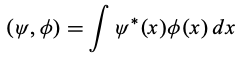 (ψ, ϕ) = ∫ ψ*(x)ϕ(x) dx